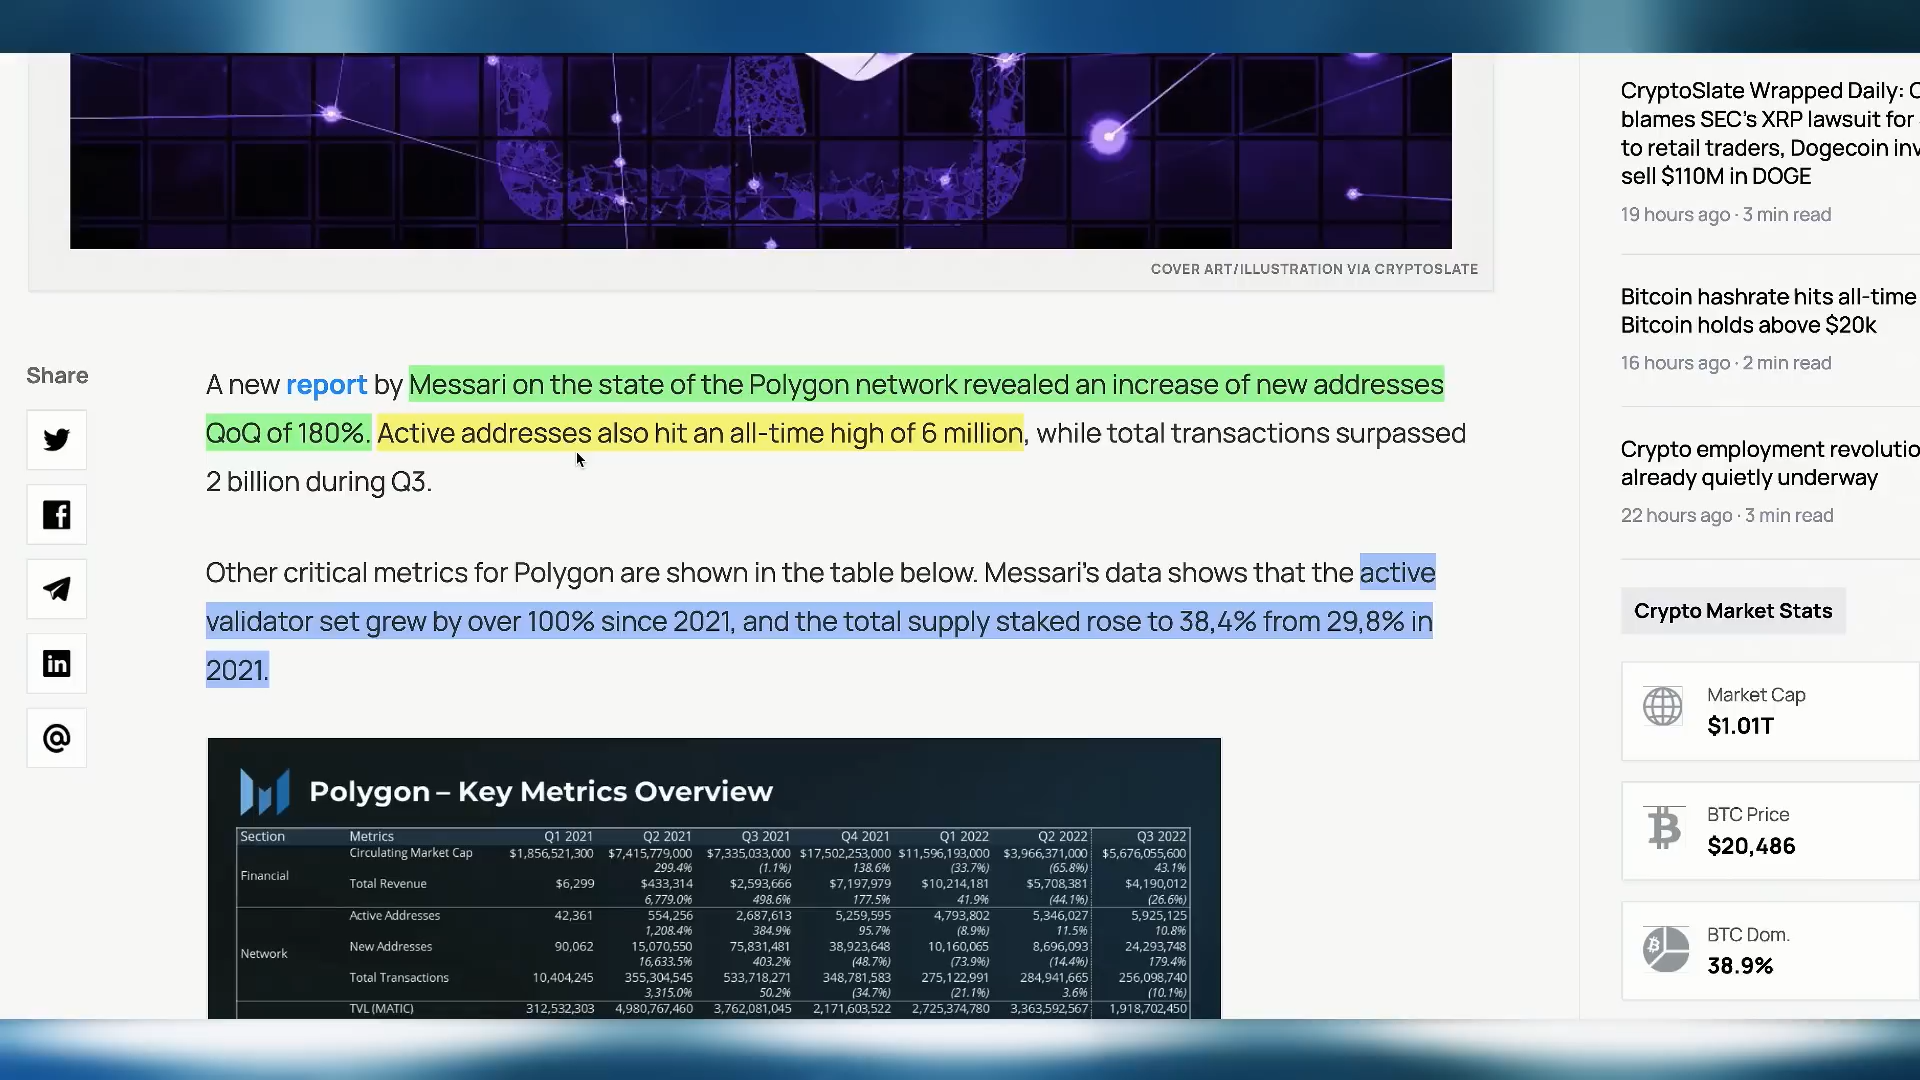 COVER ART/ILLUSTRATION VIA CRYPTOSLATE
Share
A new report by Messari on the state of the Polygon network revealed an increase of new addresses
QoQ of 180%. Active addresses also hit an all-time high of 6 million, while total transactions surpassed
2 billion during Q3.
Other critical metrics for Polygon are shown in the table below. Messari's data shows that the active
validator set grew by over 100% since 2021, and the total supply staked rose to 38,4% from 29,8% in
2021.
Polygon – Key Metrics Overview
Section Metrics Q1 2021 Q2 2021 Q3 2021 Q4 2021 Q1 2022 Q2 2022 Q3 2022
Financial
Circulating Market Cap $1,856,521,300 $7,415,779,000 $7,335,033,000 $17,502,253,000 $11,596,193,000 $3,966,371,000 $5,676,055,600
299.4% (1.1%) 138.6% (33.7%) (65.8%) 43.1%
Total Revenue $6,299 $433,314 $2,593,666 $7,197,979 $10,214,181 $5,708,381 $4,190,012
6,779.0% 498.6% 177.5% 41.9% (44.1%) (26.6%)
Network
Active Addresses 42,361 554,256 2,687,613 5,259,595 4,793,802 5,346,027 5,925,125
1,208.4% 384.9% 95.7% (8.9%) 11.5% 10.8%
New Addresses 90,062 15,070,550 75,831,481 38,923,648 10,160,065 8,696,093 24,293,748
16,633.5% 403.2% (48.7%) (73.9%) (14.4%) 179.4%
Total Transactions 10,404,245 355,304,545 533,718,271 348,781,583 275,122,991 284,941,665 256,098,740
3,315.0% 50.2% (34.7%) (21.1%) 3.6% (10.1%)
TVL (MATIC) 312,532,303 4,980,767,460 3,762,081,045 2,171,603,522 2,725,374,780 3,363,592,567 1,918,702,450
CryptoSlate Wrapped Daily:
blames SEC's XRP lawsuit for
to retail traders, Dogecoin
sell $110M in DOGE
19 hours ago · 3 min read
Bitcoin hashrate hits all-time
Bitcoin holds above $20k
16 hours ago · 2 min read
Crypto employment
already quietly underway
22 hours ago · 3 min read
Crypto Market Stats
Market Cap
$1.01T
BTC Price
$20,486
BTC Dom.
38.9%